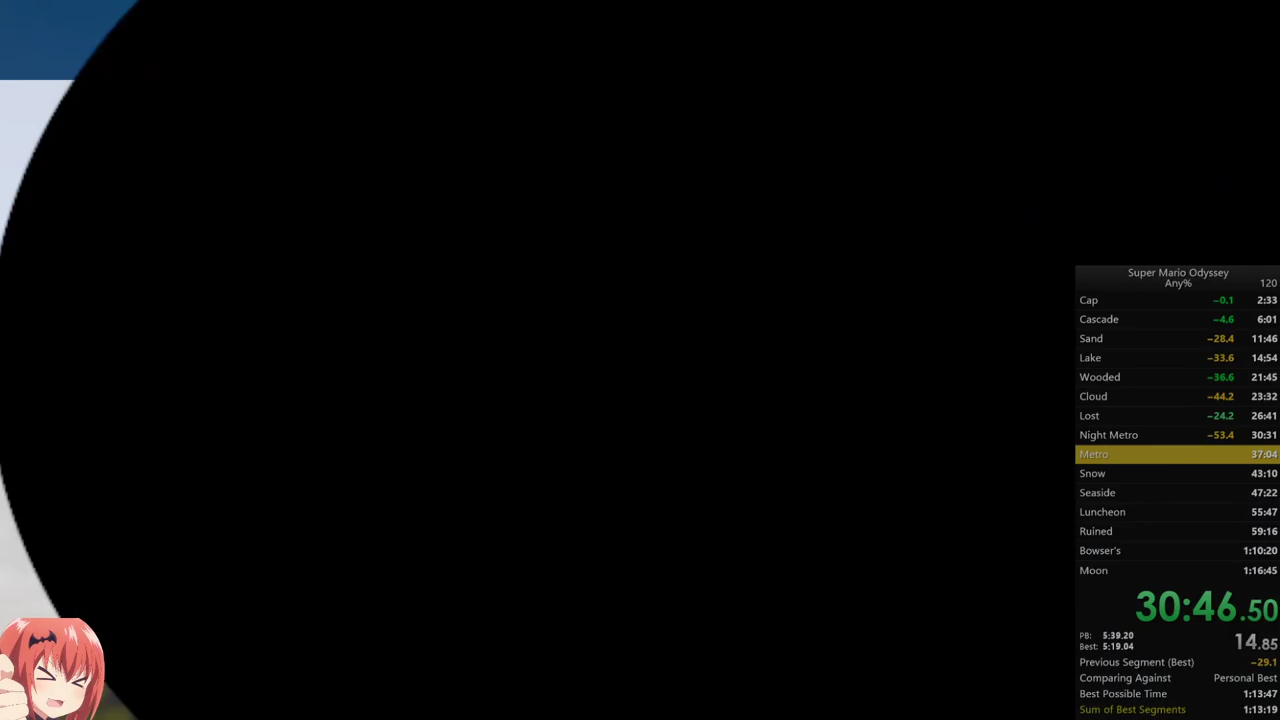 Super Mario Odyssey
Any% 120
Cap −0.1 2:33
Cascade −4.6 6:01
Sand −28.4 11:46
Lake −33.6 14:54
Wooded −36.6 21:45
Cloud −44.2 23:32
Lost −24.2 26:41
Night Metro −53.4 30:31
Metro 37:04
Snow 43:10
Seaside 47:22
Luncheon 55:47
Ruined 59:16
Bowser's 1:10:20
Moon 1:16:45
30:46.50
PB: 5:39.20
Best: 5:19.04 14.85
Previous Segment (Best) −29.1
Comparing Against Personal Best
Best Possible Time 1:13:47
Sum of Best Segments 1:13:19